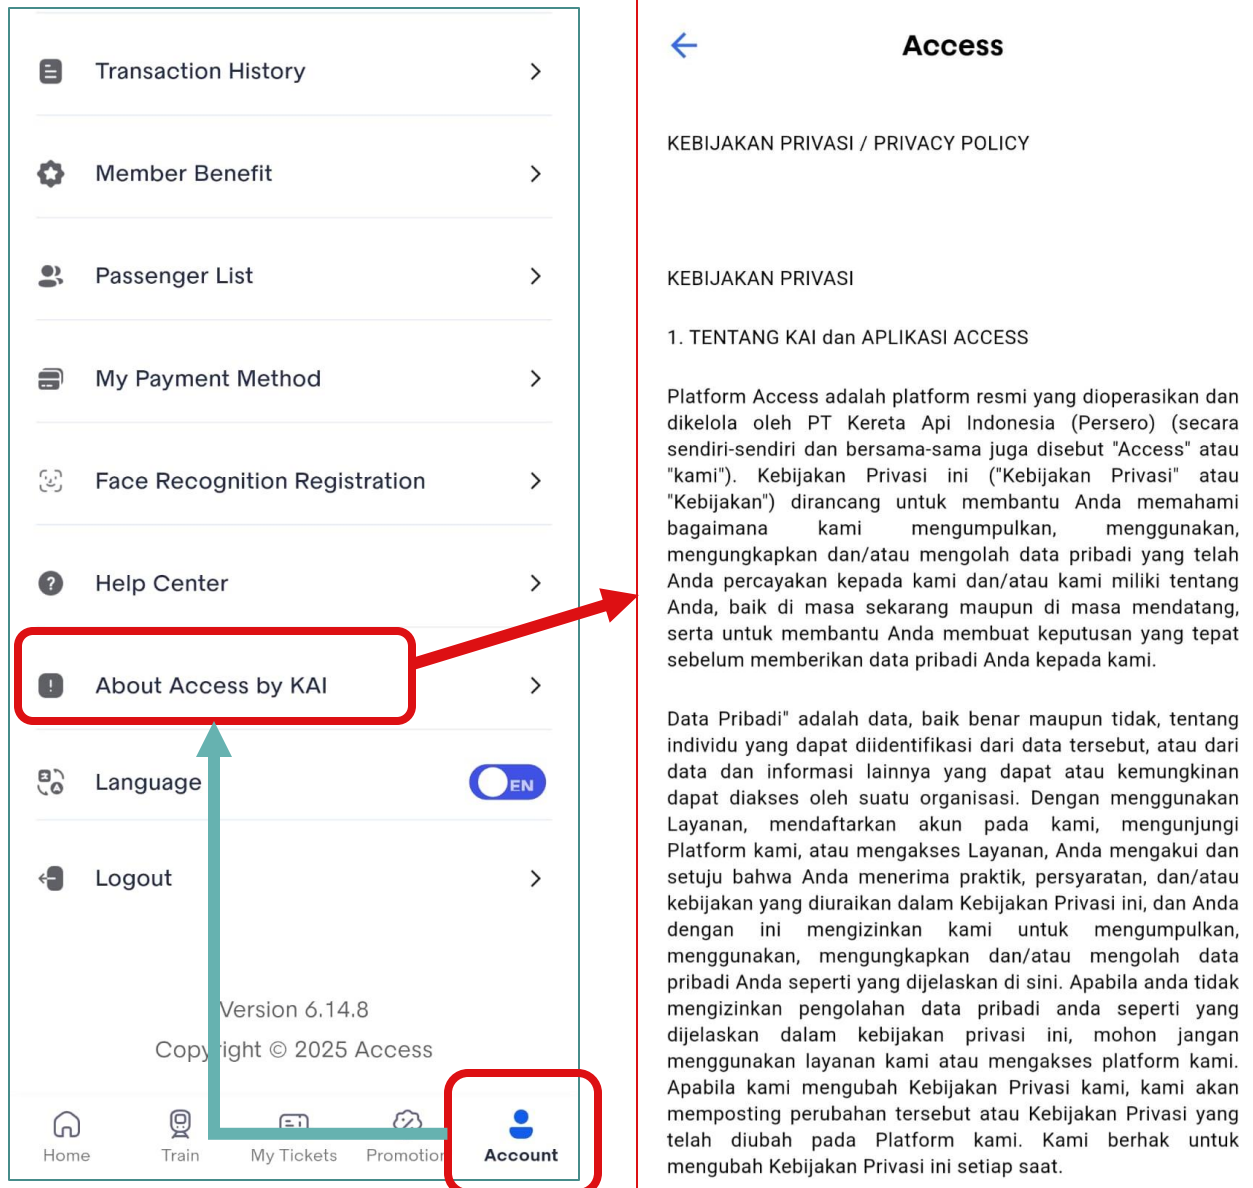 Transaction History
Member Benefit
Passenger List
My Payment Method
Face Recognition Registration
Help Center
About Access by KAI
Language
EN
Logout
Version 6.14.8
Copyright © 2025 Access
Home
Train
My Tickets
Promotion
Account
Access
KEBIJAKAN PRIVASI / PRIVACY POLICY
KEBIJAKAN PRIVASI
1. TENTANG KAI dan APLIKASI ACCESS
Platform Access adalah platform resmi yang dioperasikan dan
dikelola oleh PT Kereta Api Indonesia (Persero) (secara
sendiri-sendiri dan bersama-sama juga disebut "Access" atau
"kami"). Kebijakan Privasi ini ("Kebijakan Privasi" atau
"Kebijakan") dirancang untuk membantu Anda memahami
bagaimana kami mengumpulkan, menggunakan,
mengungkapkan dan/atau mengolah data pribadi yang telah
Anda percayakan kepada kami dan/atau kami miliki tentang
Anda, baik di masa sekarang maupun di masa mendatang,
serta untuk membantu Anda membuat keputusan yang tepat
sebelum memberikan data pribadi Anda kepada kami.
Data Pribadi" adalah data, baik benar maupun tidak, tentang
individu yang dapat diidentifikasi dari data tersebut, atau dari
data dan informasi lainnya yang dapat atau kemungkinan
dapat diakses oleh suatu organisasi. Dengan menggunakan
Layanan, mendaftarkan akun pada kami, mengunjungi
Platform kami, atau mengakses Layanan, Anda mengakui dan
setuju bahwa Anda menerima praktik, persyaratan, dan/atau
kebijakan yang diuraikan dalam Kebijakan Privasi ini, dan Anda
dengan ini mengizinkan kami untuk mengumpulkan,
menggunakan, mengungkapkan dan/atau mengolah data
pribadi Anda seperti yang dijelaskan di sini. Apabila anda tidak
mengizinkan pengolahan data pribadi anda seperti yang
dijelaskan dalam kebijakan privasi ini, mohon jangan
menggunakan layanan kami atau mengakses platform kami.
Apabila kami mengubah Kebijakan Privasi kami, kami akan
memposting perubahan tersebut atau Kebijakan Privasi yang
telah diubah pada Platform kami. Kami berhak untuk
mengubah Kebijakan Privasi ini setiap saat.